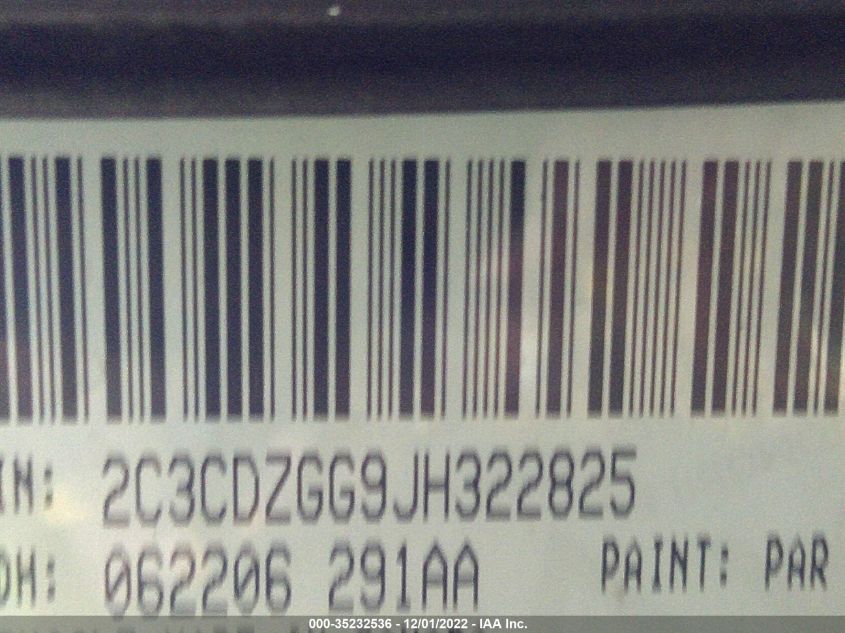 IN: 2C3CDZGG9JH322825
DH: 062206 291AA PAINT: PAR
000-35232536 - 12/01/2022 - IAA Inc.